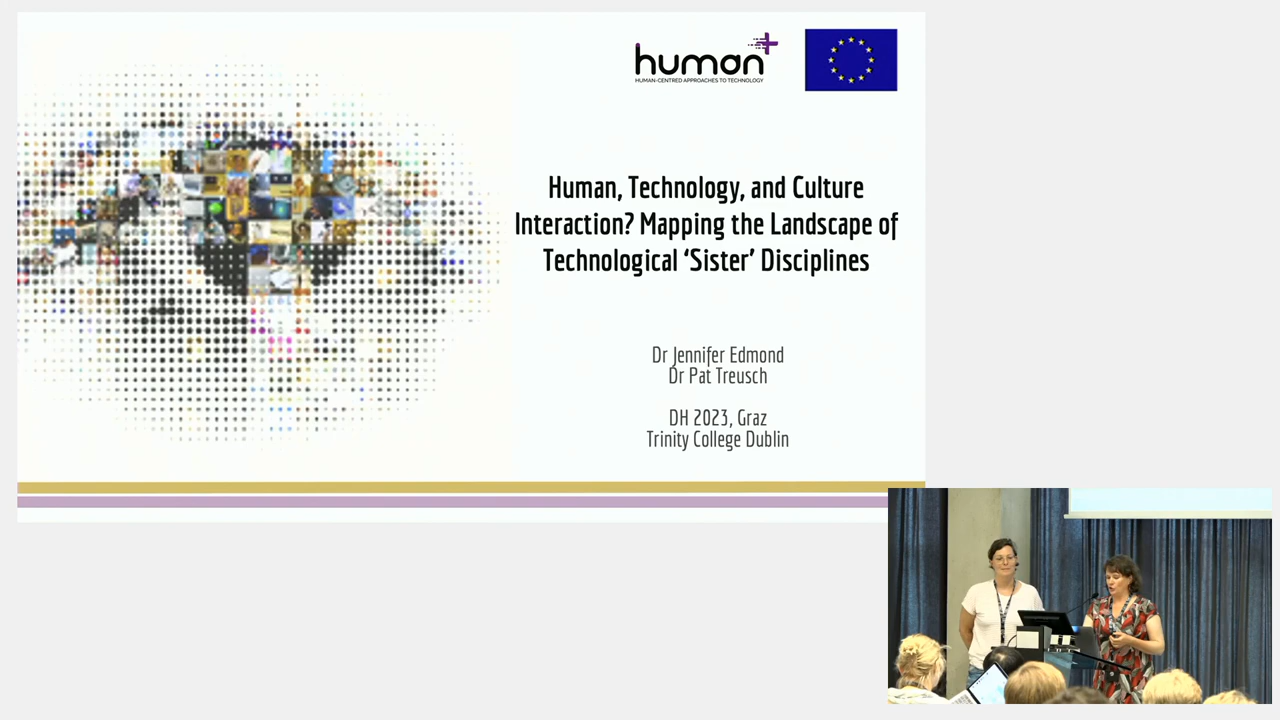 human+
HUMAN-CENTRED APPROACHES TO TECHNOLOGY
Human, Technology, and Culture
Interaction? Mapping the Landscape of
Technological ‘Sister’ Disciplines
Dr Jennifer Edmond
Dr Pat Treusch
DH 2023, Graz
Trinity College Dublin